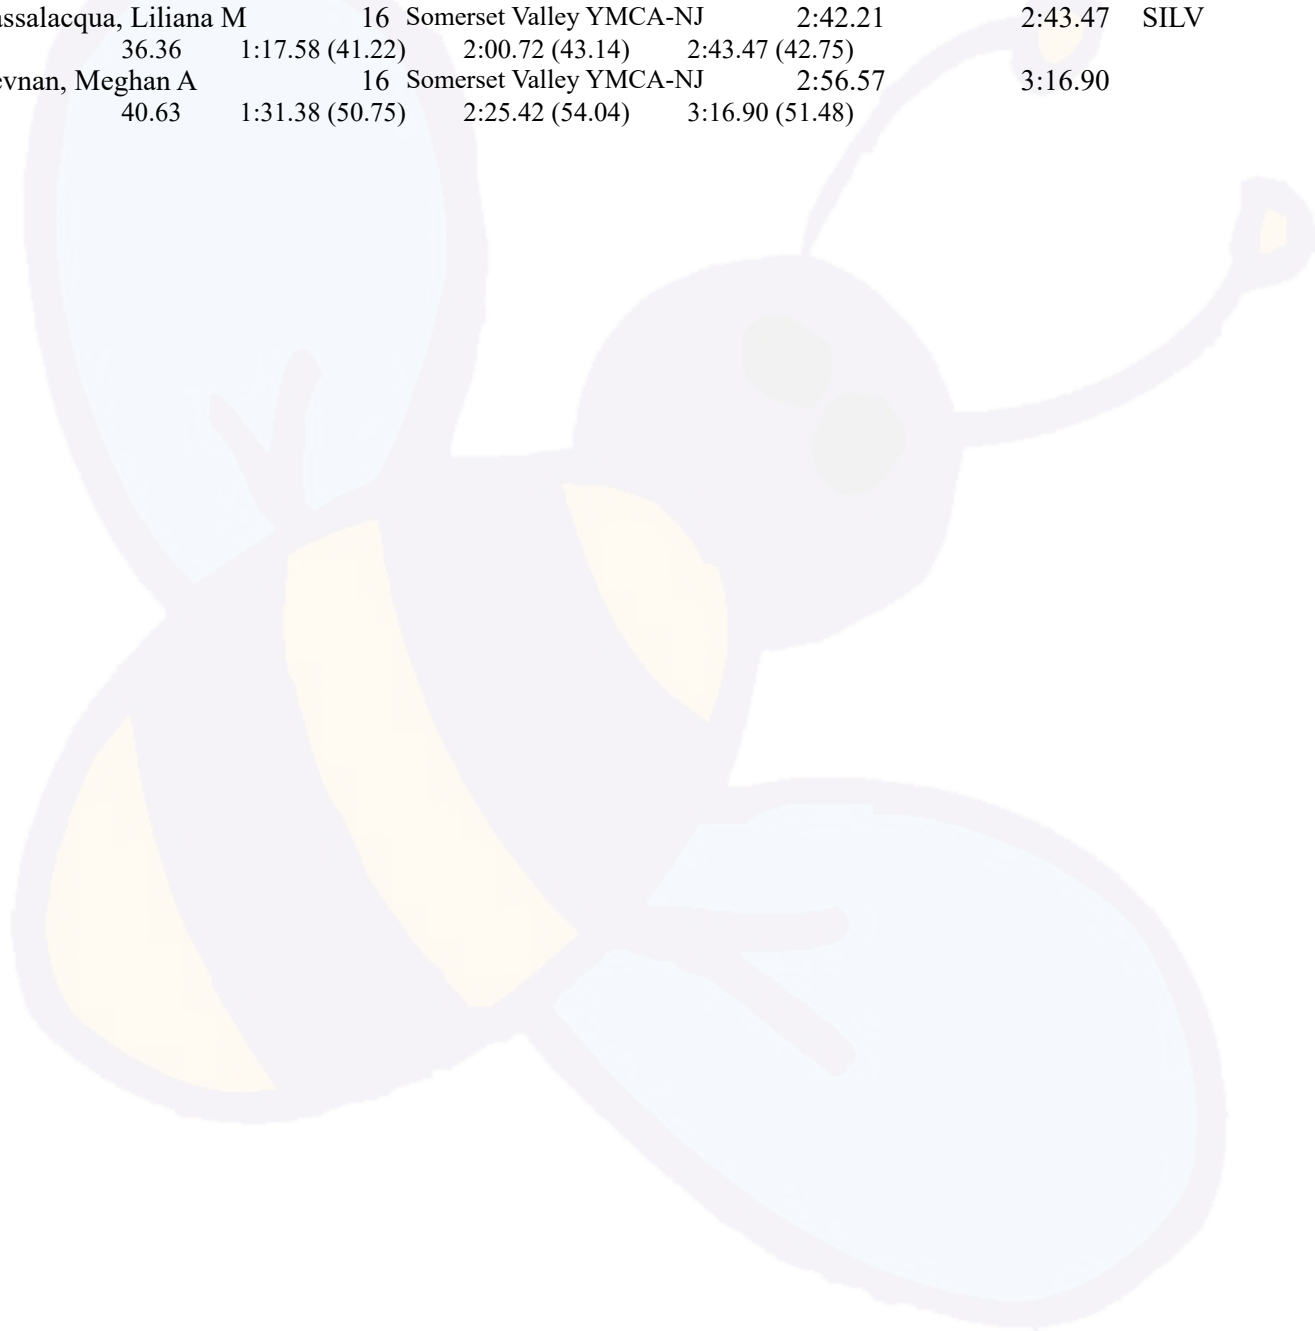 assalacqua, Liliana M 16 Somerset Valley YMCA-NJ 2:42.21 2:43.47 SILV
36.36 1:17.58 (41.22) 2:00.72 (43.14) 2:43.47 (42.75)
evnan, Meghan A 16 Somerset Valley YMCA-NJ 2:56.57 3:16.90
40.63 1:31.38 (50.75) 2:25.42 (54.04) 3:16.90 (51.48)